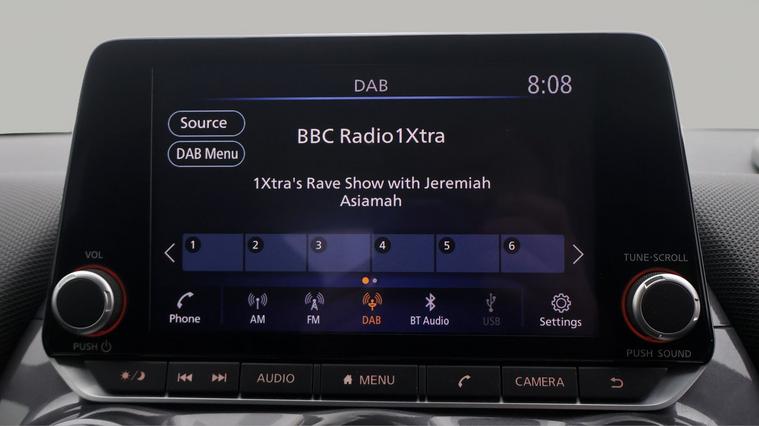 DAB
8:08
Source
BBC Radio1Xtra
DAB Menu
1Xtra's Rave Show with Jeremiah
Asiamah
1 2 3 4 5 6
VOL
TUNE·SCROLL
Phone
AM
FM
DAB
BT Audio
USB
Settings
PUSH
PUSH SOUND
AUDIO
MENU
CAMERA